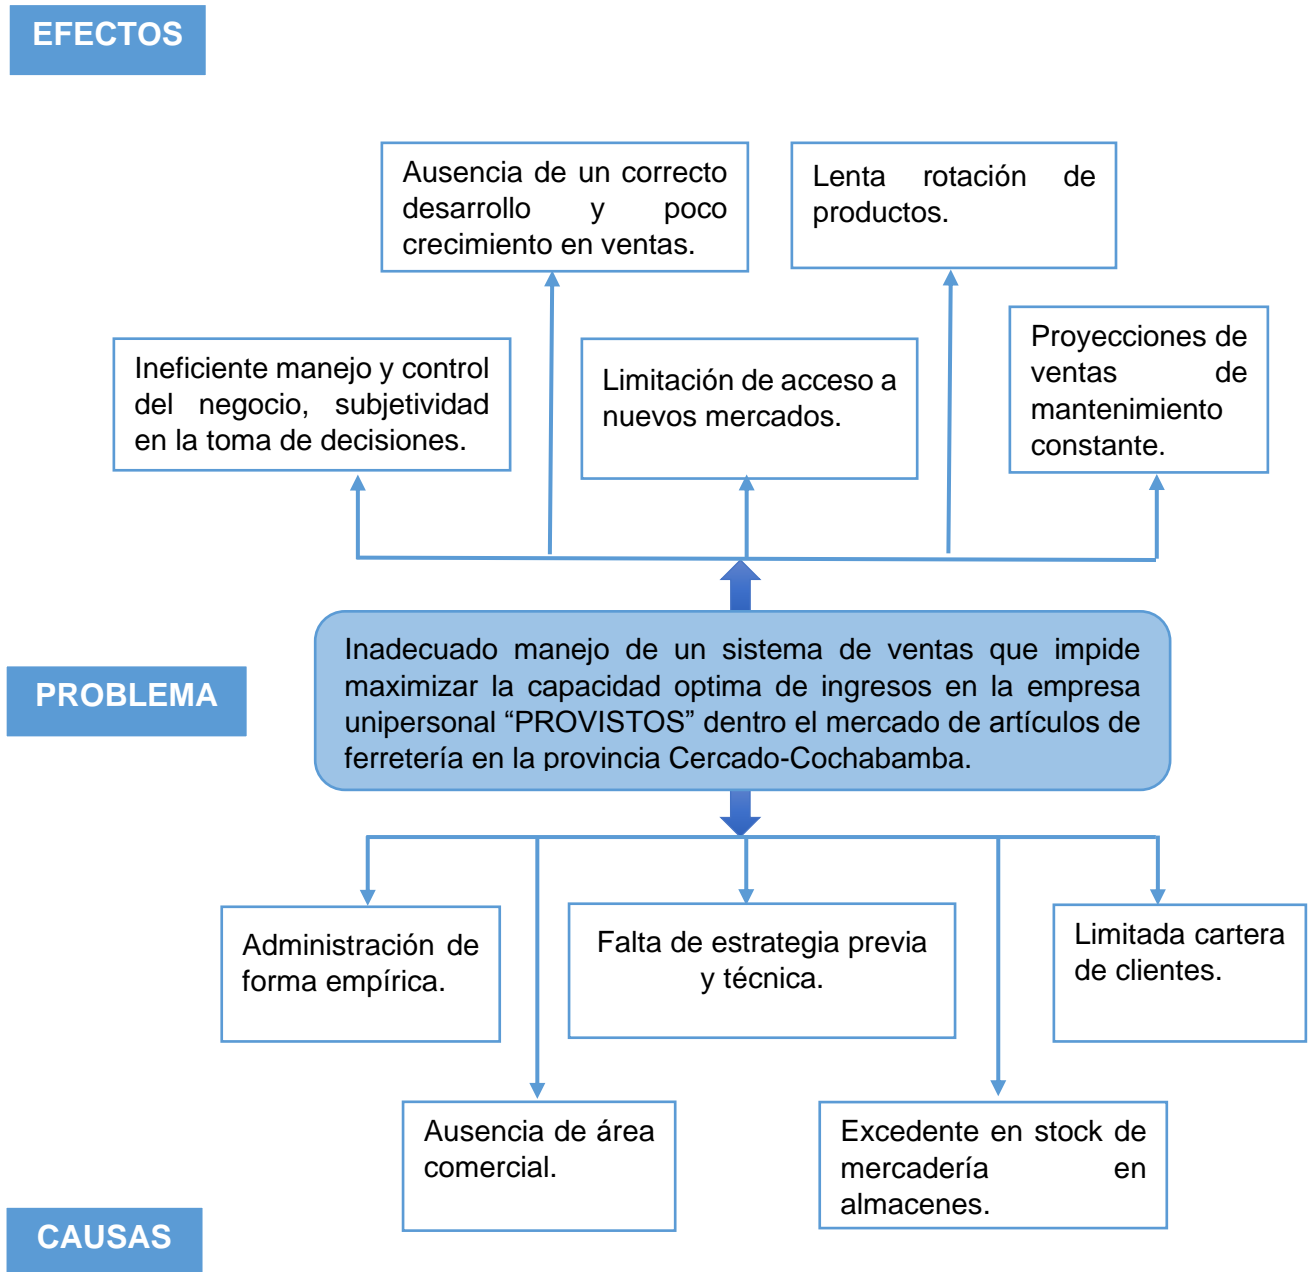 EFECTOS
Ausencia de un correcto
desarrollo y poco
crecimiento en ventas.
Lenta rotación de
productos.
Ineficiente manejo y control
del negocio, subjetividad
en la toma de decisiones.
Limitación de acceso a
nuevos mercados.
Proyecciones de
ventas de
mantenimiento
constante.
PROBLEMA
Inadecuado manejo de un sistema de ventas que impide
maximizar la capacidad optima de ingresos en la empresa
unipersonal “PROVISTOS” dentro el mercado de artículos de
ferretería en la provincia Cercado-Cochabamba.
Administración de
forma empírica.
Falta de estrategia previa
y técnica.
Limitada cartera
de clientes.
Ausencia de área
comercial.
Excedente en stock de
mercadería en
almacenes.
CAUSAS